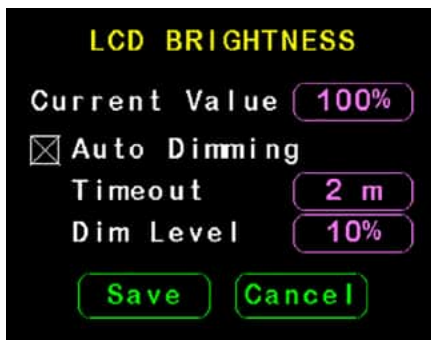 LCD BRIGHTNESS
Current Value 100%
Auto Dimming
Timeout 2 m
Dim Level 10%
Save Cancel